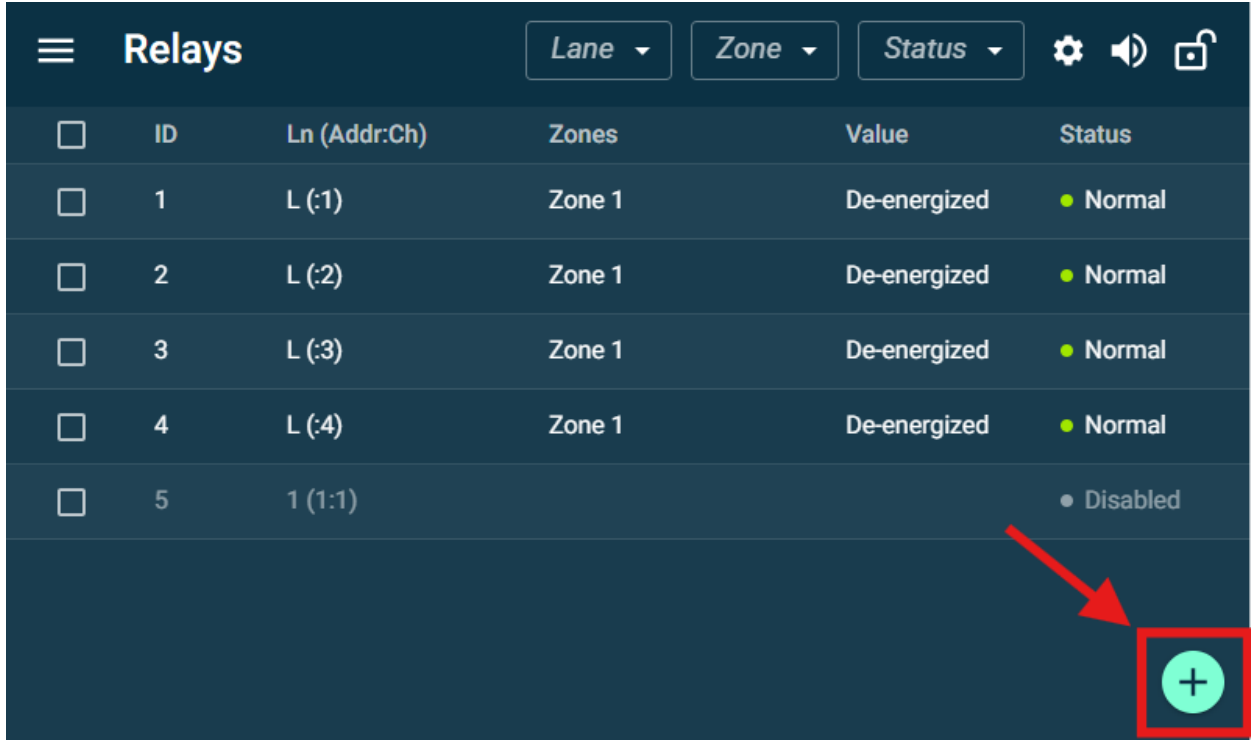 Relays Lane Zone Status
ID Ln (Addr:Ch) Zones Value Status
1 L (:1) Zone 1 De-energized Normal
2 L (:2) Zone 1 De-energized Normal
3 L (:3) Zone 1 De-energized Normal
4 L (:4) Zone 1 De-energized Normal
5 1 (1:1) Disabled
+